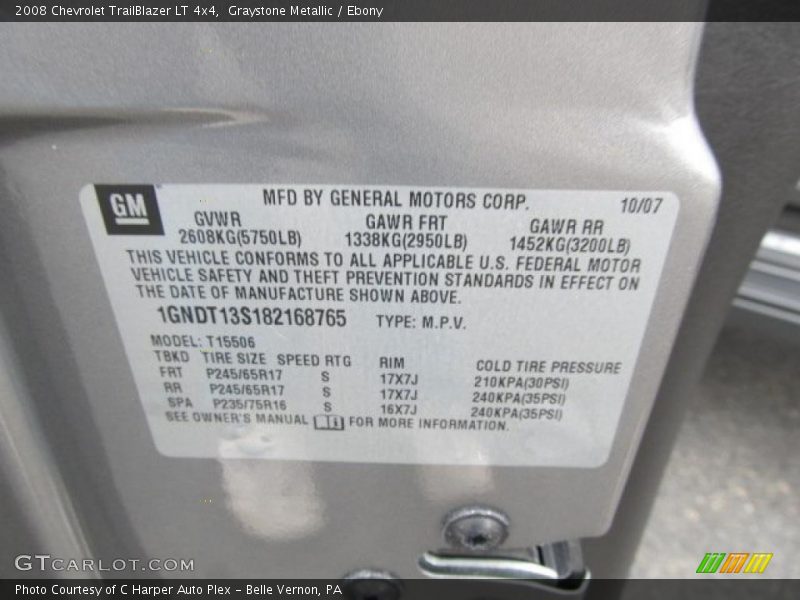 2008 Chevrolet TrailBlazer LT 4x4, Graystone Metallic / Ebony
GM MFD BY GENERAL MOTORS CORP. 10/07
GVWR GAWR FRT GAWR RR
2608KG(5750LB) 1338KG(2950LB) 1452KG(3200LB)
THIS VEHICLE CONFORMS TO ALL APPLICABLE U.S. FEDERAL MOTOR
VEHICLE SAFETY AND THEFT PREVENTION STANDARDS IN EFFECT ON
THE DATE OF MANUFACTURE SHOWN ABOVE.
1GNDT13S182168765 TYPE: M.P.V.
MODEL: T15506
TBKD TIRE SIZE SPEED RTG RIM COLD TIRE PRESSURE
FRT P245/65R17 S 17X7J 210KPA(30PSI)
RR P245/65R17 S 17X7J 240KPA(35PSI)
SPA P235/75R16 S 16X7J 240KPA(35PSI)
SEE OWNER'S MANUAL FOR MORE INFORMATION.
GTCARLOT.COM
Photo Courtesy of C Harper Auto Plex - Belle Vernon, PA